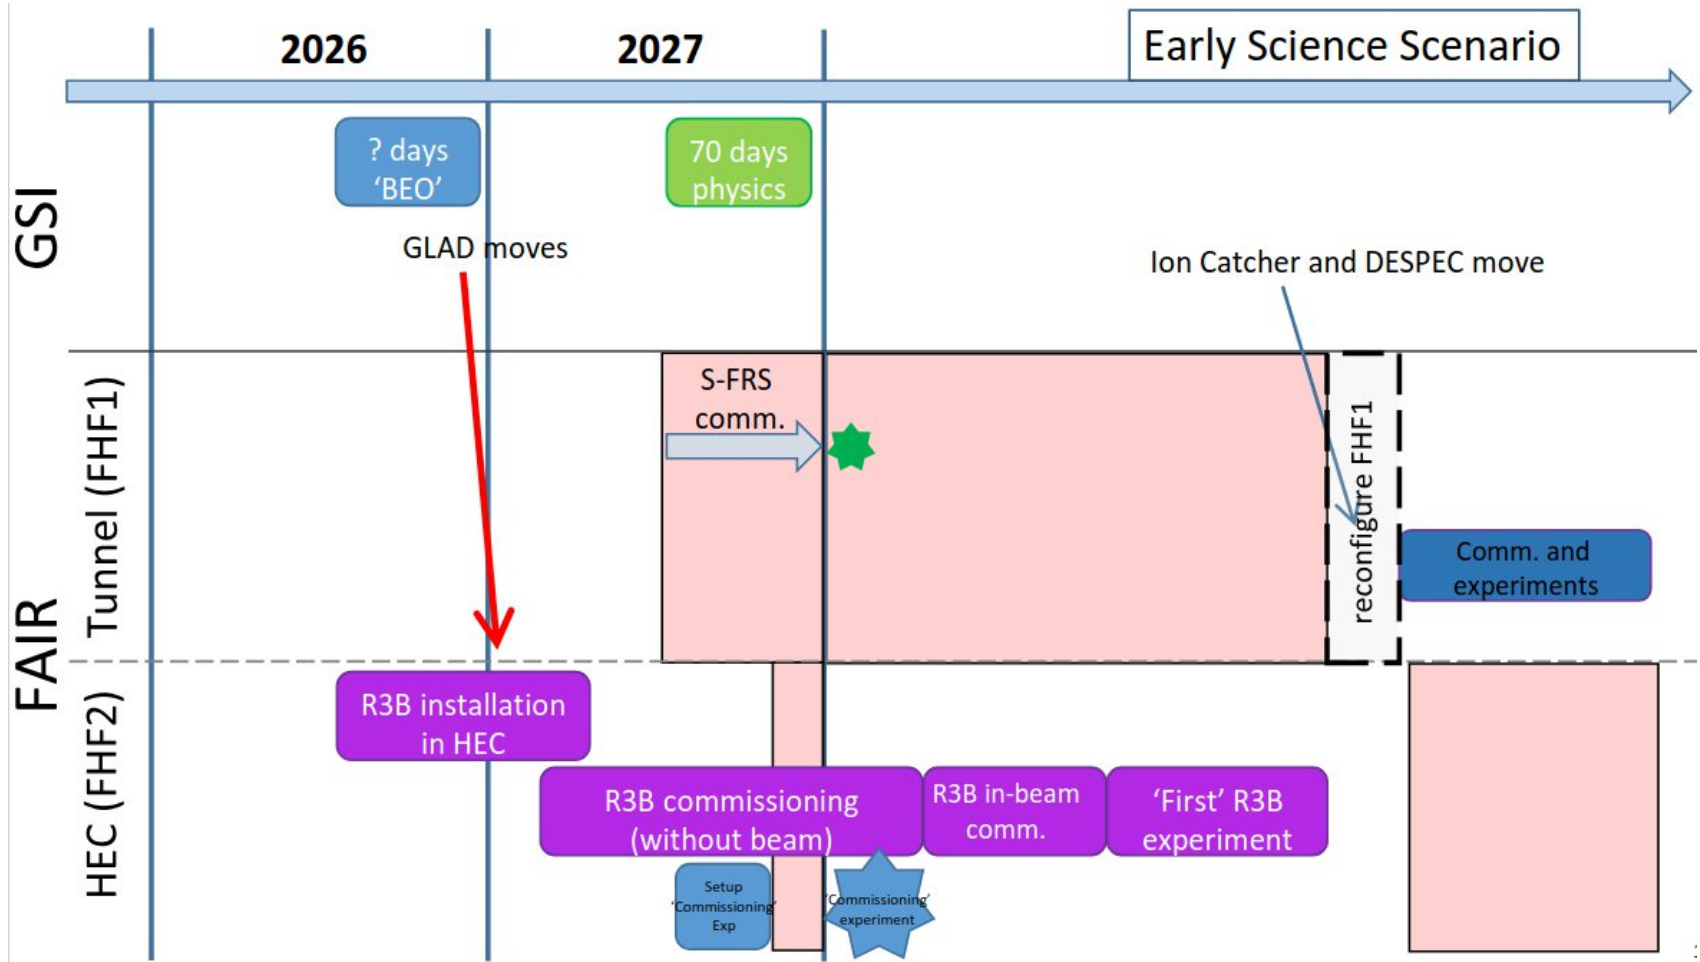 2026
2027
Early Science Scenario
GSI
? days
‘BEO’
70 days
physics
GLAD moves
Ion Catcher and DESPEC move
FAIR
Tunnel (FHF1)
S-FRS
comm.
reconfigure FHF1
Comm. and
experiments
HEC (FHF2)
R3B installation
in HEC
R3B commissioning
(without beam)
R3B in-beam
comm.
‘First’ R3B
experiment
Setup
‘Commissioning’
Exp
‘Commissioning’
experiment